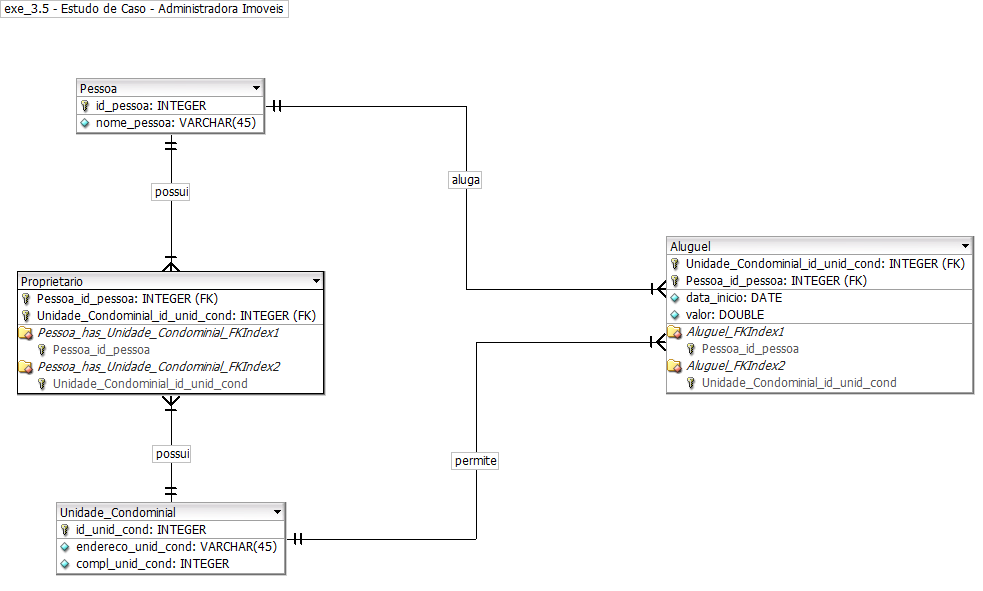 exe_3.5 - Estudo de Caso - Administradora Imoveis
Pessoa
id_pessoa: INTEGER
nome_pessoa: VARCHAR(45)
aluga
possui
Aluguel
Unidade_Condominial_id_unid_cond: INTEGER (FK)
Pessoa_id_pessoa: INTEGER (FK)
data_inicio: DATE
valor: DOUBLE
Aluguel_FKIndex1
Pessoa_id_pessoa
Aluguel_FKIndex2
Unidade_Condominial_id_unid_cond
Proprietario
Pessoa_id_pessoa: INTEGER (FK)
Unidade_Condominial_id_unid_cond: INTEGER (FK)
Pessoa_has_Unidade_Condominial_FKIndex1
Pessoa_id_pessoa
Pessoa_has_Unidade_Condominial_FKIndex2
Unidade_Condominial_id_unid_cond
possui
permite
Unidade_Condominial
id_unid_cond: INTEGER
endereco_unid_cond: VARCHAR(45)
compl_unid_cond: INTEGER